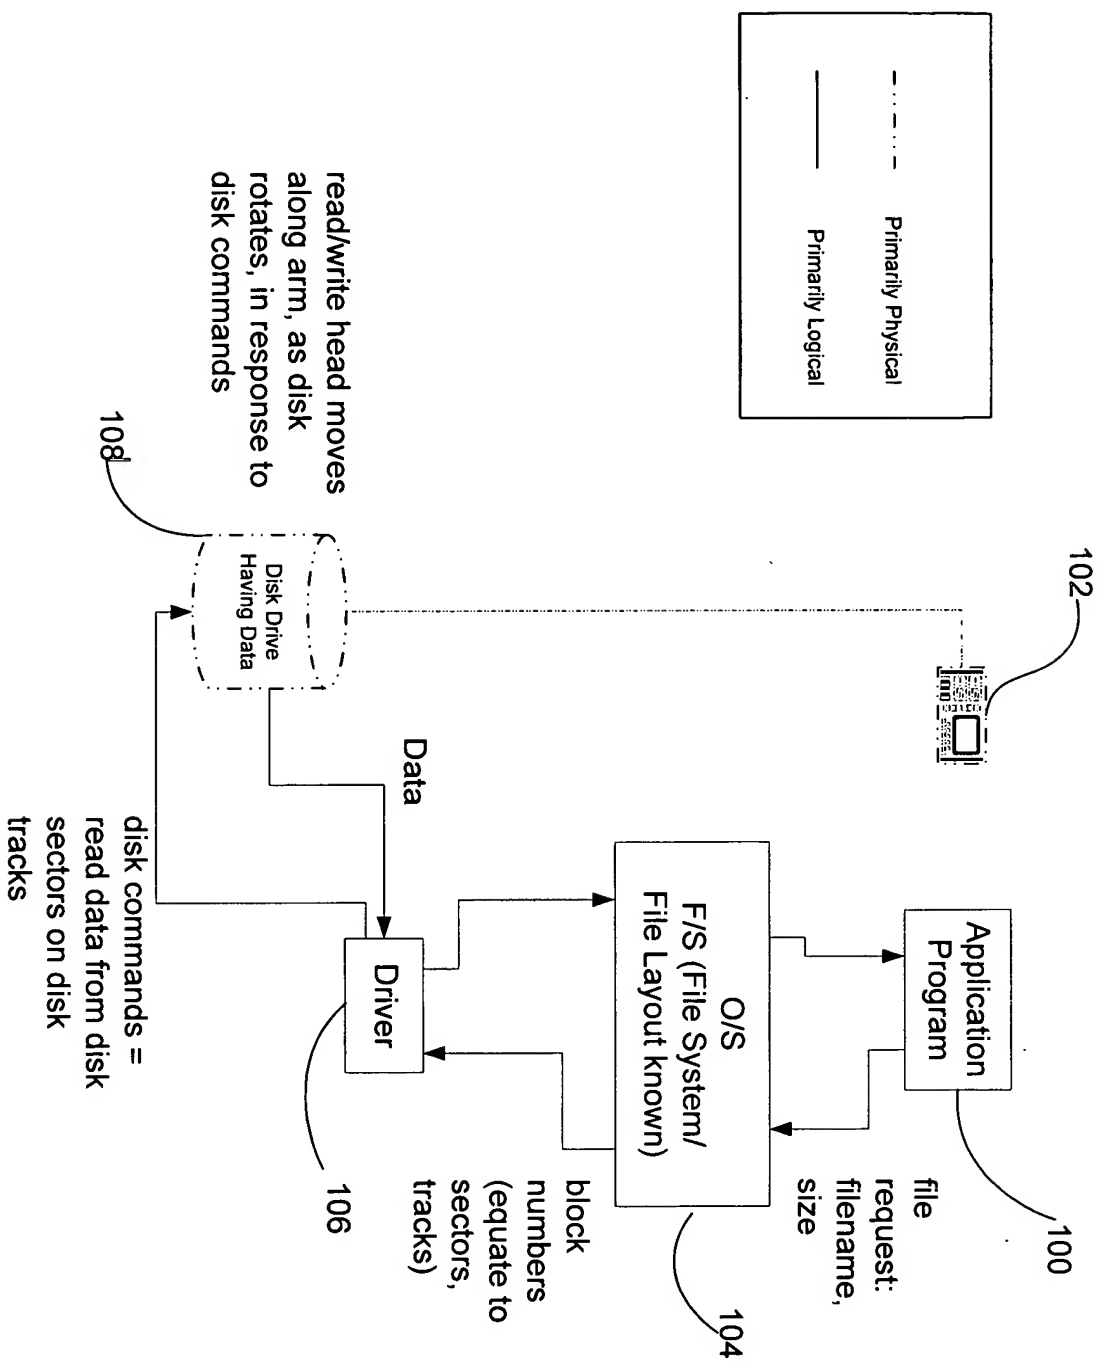 Primarily Physical
Primarily Logical
102
Application
Program
100
file
request:
filename,
size
O/S
F/S (File System/
File Layout known)
104
block
numbers
(equate to
sectors,
tracks)
Driver
106
Data
Disk Drive
Having Data
108
read/write head moves
along arm, as disk
rotates, in response to
disk commands
disk commands =
read data from disk
sectors on disk
tracks